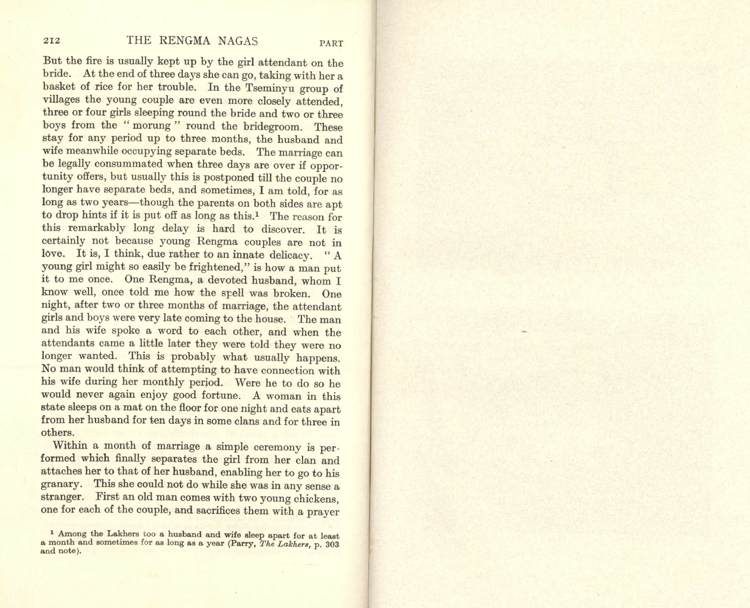 212 THE RENGMA NAGAS PART
But the fire is usually kept up by the girl attendant on the
bride. At the end of three days she can go, taking with her a
basket of rice for her trouble. In the Tseminyu group of
villages the young couple are even more closely attended,
three or four girls sleeping round the bride and two or three
boys from the “ morung ” round the bridegroom. These
stay for any period up to three months, the husband and
wife meanwhile occupying separate beds. The marriage can
be legally consummated when three days are over if oppor-
tunity offers, but usually this is postponed till the couple no
longer have separate beds, and sometimes, I am told, for as
long as two years—though the parents on both sides are apt
to drop hints if it is put off as long as this.¹ The reason for
this remarkably long delay is hard to discover. It is
certainly not because young Rengma couples are not in
love. It is, I think, due rather to an innate delicacy. “ A
young girl might so easily be frightened,” is how a man put
it to me once. One Rengma, a devoted husband, whom I
know well, once told me how the spell was broken. One
night, after two or three months of marriage, the attendant
girls and boys were very late coming to the house. The man
and his wife spoke a word to each other, and when the
attendants came a little later they were told they were no
longer wanted. This is probably what usually happens.
No man would think of attempting to have connection with
his wife during her monthly period. Were he to do so he
would never again enjoy good fortune. A woman in this
state sleeps on a mat on the floor for one night and eats apart
from her husband for ten days in some clans and for three in
others.
Within a month of marriage a simple ceremony is per-
formed which finally separates the girl from her clan and
attaches her to that of her husband, enabling her to go to his
granary. This she could not do while she was in any sense a
stranger. First an old man comes with two young chickens,
one for each of the couple, and sacrifices them with a prayer
¹ Among the Lakhers too a husband and wife sleep apart for at least
a month and sometimes for as long as a year (Parry, The Lakhers, p. 303
and note).